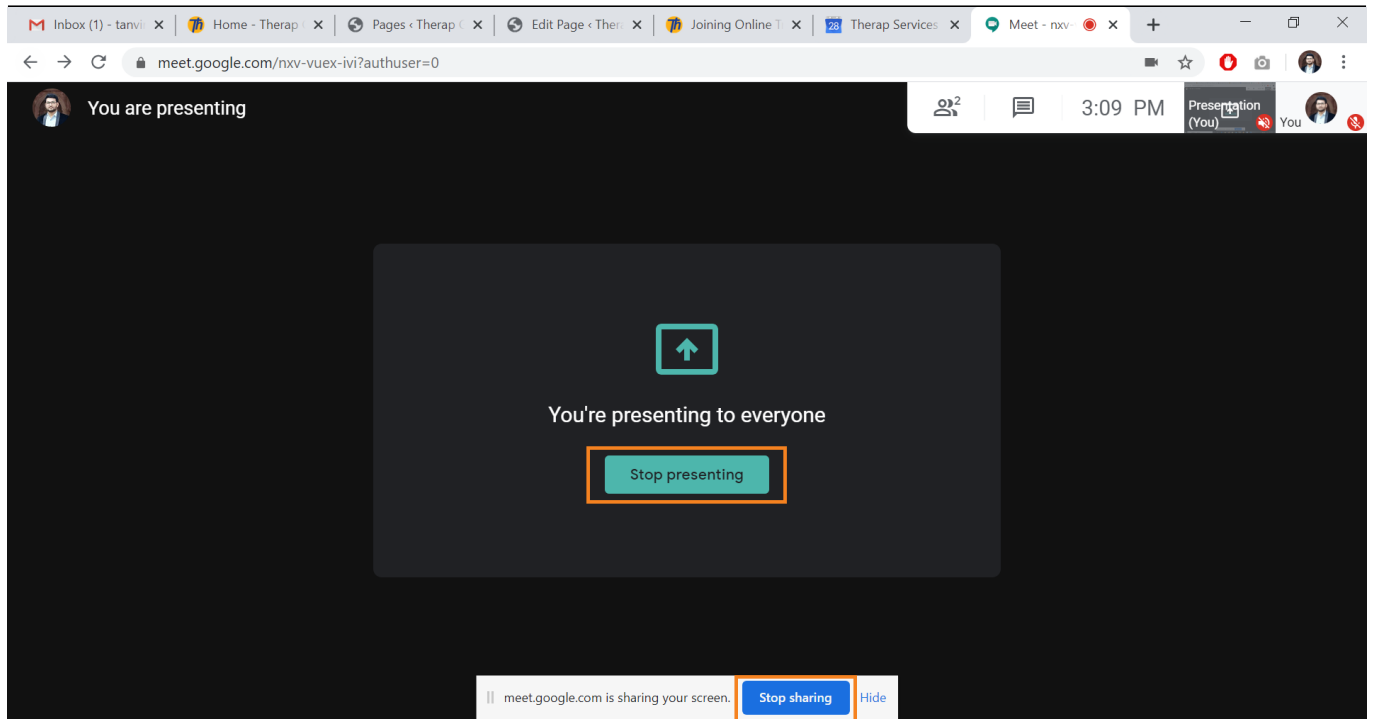 Inbox (1) - tanvi
Home - Therap
Pages ‹ Therap
Edit Page ‹ Ther
Joining Online T
28
Therap Services
Meet - nxv-
meet.google.com/nxv-vuex-ivi?authuser=0
You are presenting
2
3:09 PM
Presentation
(You)
You
You're presenting to everyone
Stop presenting
meet.google.com is sharing your screen.
Stop sharing
Hide